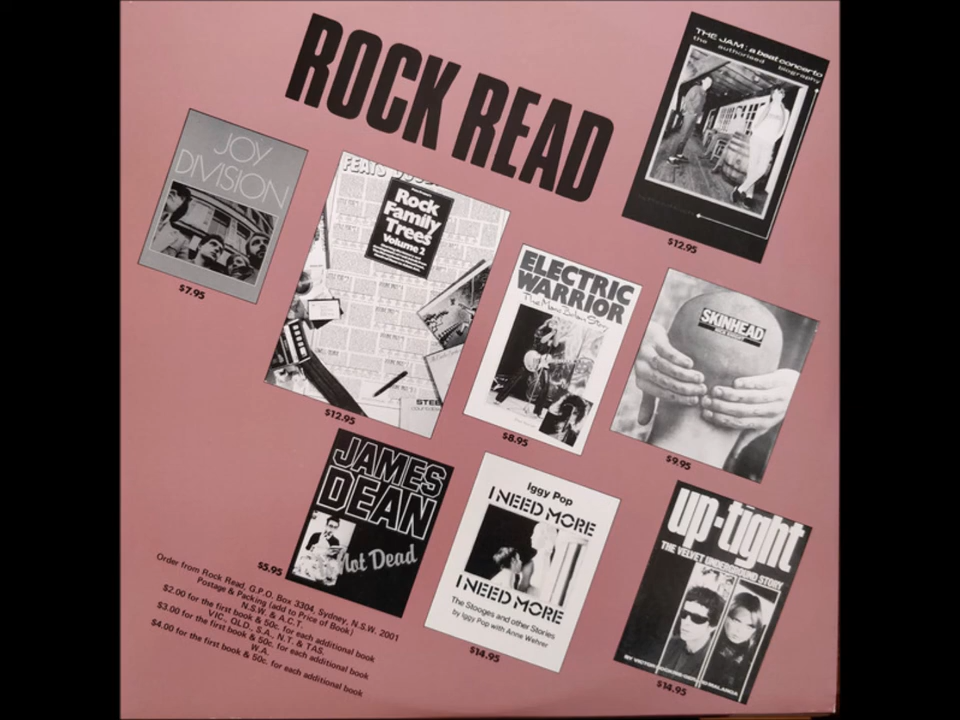 ROCK READ
THE JAM : a beat concerto
the authorised biography
$12.95
JOY
DIVISION
$7.95
Rock
Family
Trees
Volume 2
$12.95
ELECTRIC
WARRIOR
The Marc Bolan Story
$8.95
SKINHEAD
$9.95
JAMES
DEAN
Not Dead
$5.95
Iggy Pop
I NEED MORE
I NEED MORE
The Stooges and other Stories
by Iggy Pop with Anne Wehrer
$14.95
up-tight
THE VELVET UNDERGROUND STORY
$14.95
Order from Rock Read, G.P.O. Box 3304, Sydney, N.S.W. 2001
Postage & Packing (add to Price of Book)
N.S.W. & A.C.T.
$2.00 for the first book & 50c. for each additional book
VIC., QLD., S.A., N.T. & TAS.
$3.00 for the first book & 50c. for each additional book
W.A.
$4.00 for the first book & 50c. for each additional book